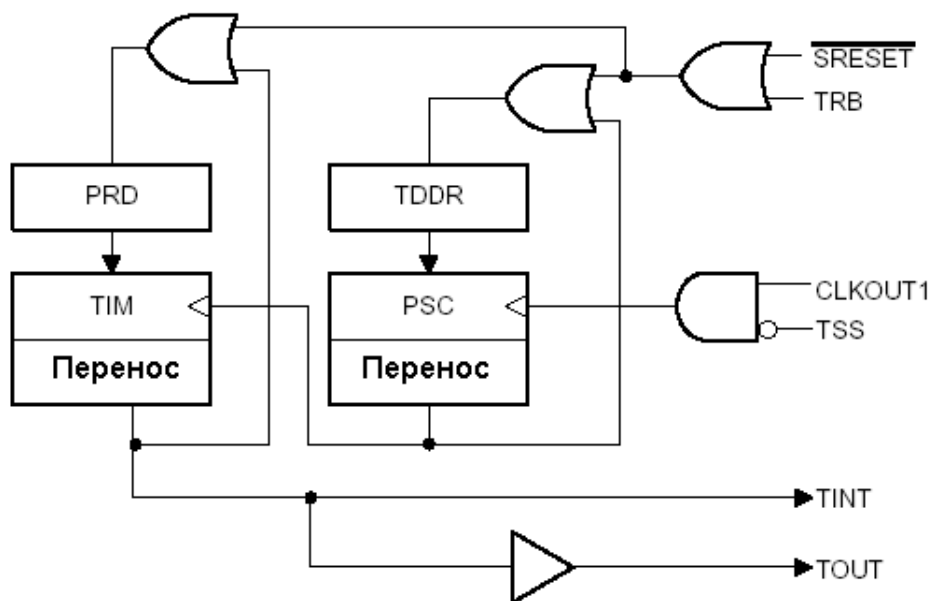 SRESET
TRB
PRD
TDDR
TIM
PSC
CLKOUT1
TSS
Перенос
Перенос
TINT
TOUT